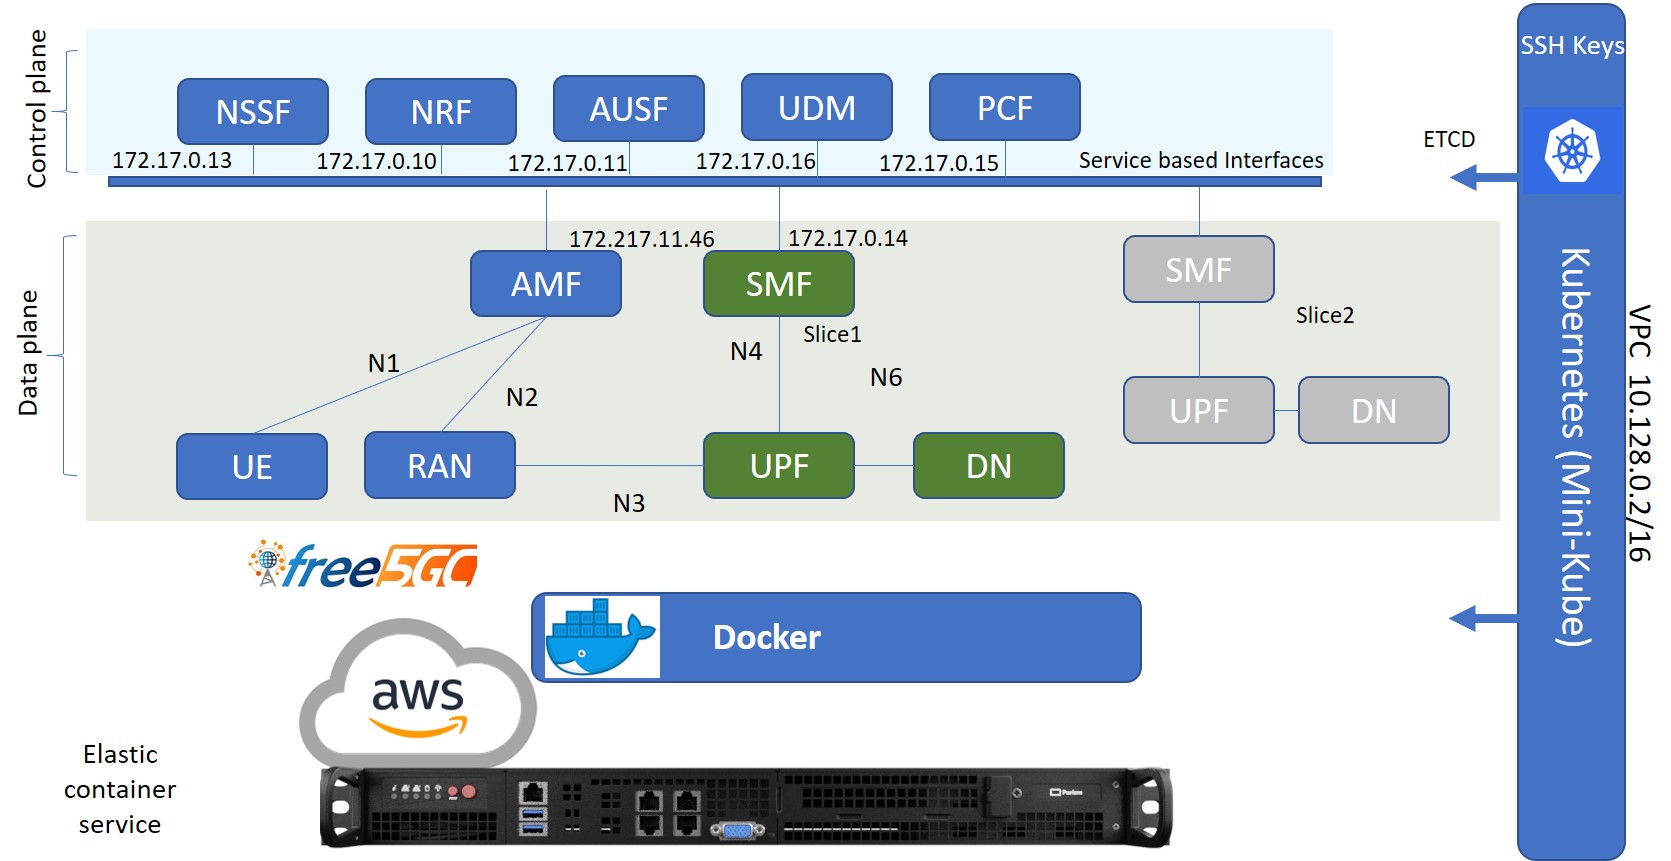 Control plane
NSSF
NRF
AUSF
UDM
PCF
172.17.0.13
172.17.0.10
172.17.0.11
172.17.0.16
172.17.0.15
Service based Interfaces
Data plane
172.217.11.46
172.17.0.14
AMF
SMF
SMF
Slice1
Slice2
N1
N2
N4
N6
UE
RAN
UPF
DN
UPF
DN
N3
free5GC
Docker
aws
Elastic
container
service
SSH Keys
ETCD
Kubernetes (Mini-Kube)
VPC 10.128.0.2/16